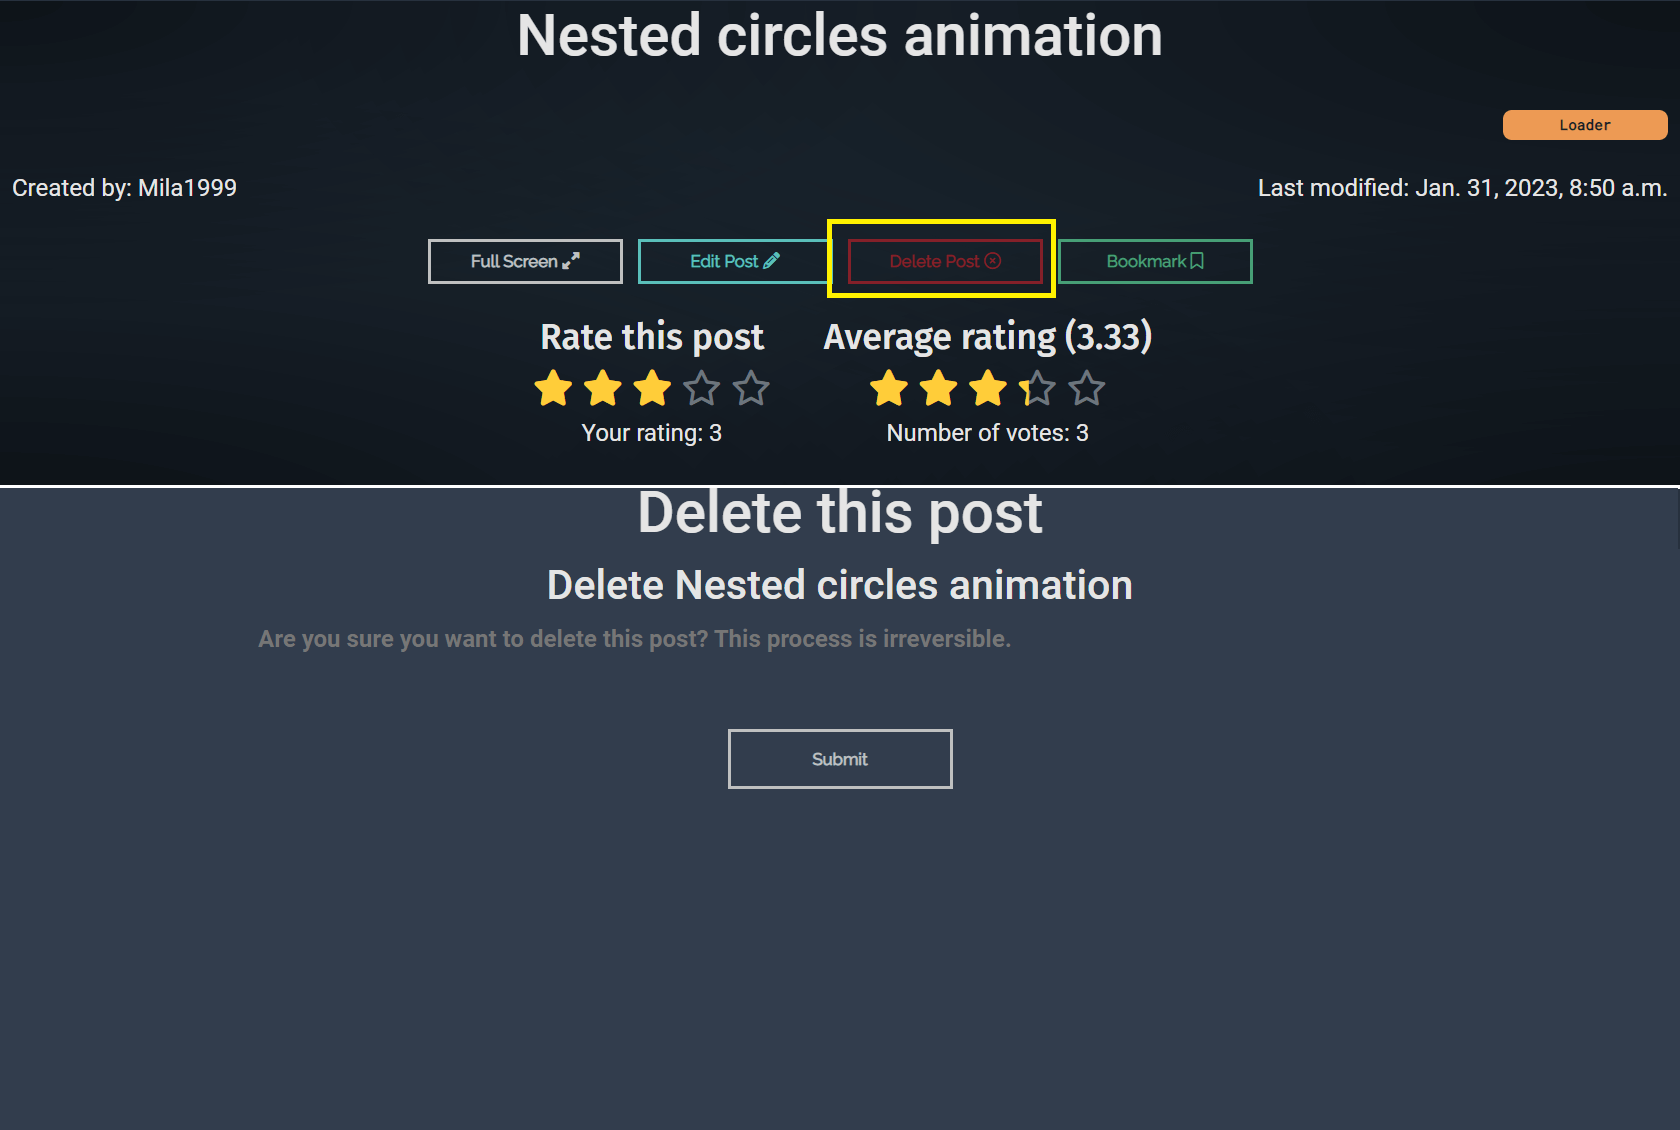 Nested circles animation
Loader
Created by: Mila1999
Last modified: Jan. 31, 2023, 8:50 a.m.
Full Screen
Edit Post
Delete Post
Bookmark
Rate this post
Average rating (3.33)
Your rating: 3
Number of votes: 3
Delete this post
Delete Nested circles animation
Are you sure you want to delete this post? This process is irreversible.
Submit